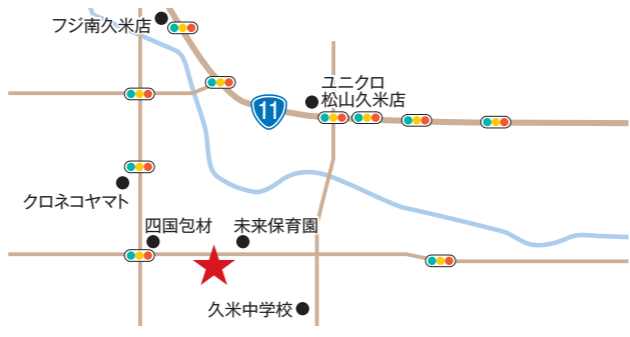 フジ南久米店
ユニクロ
松山久米店
11
クロネコヤマト
四国包材
未来保育園
久米中学校